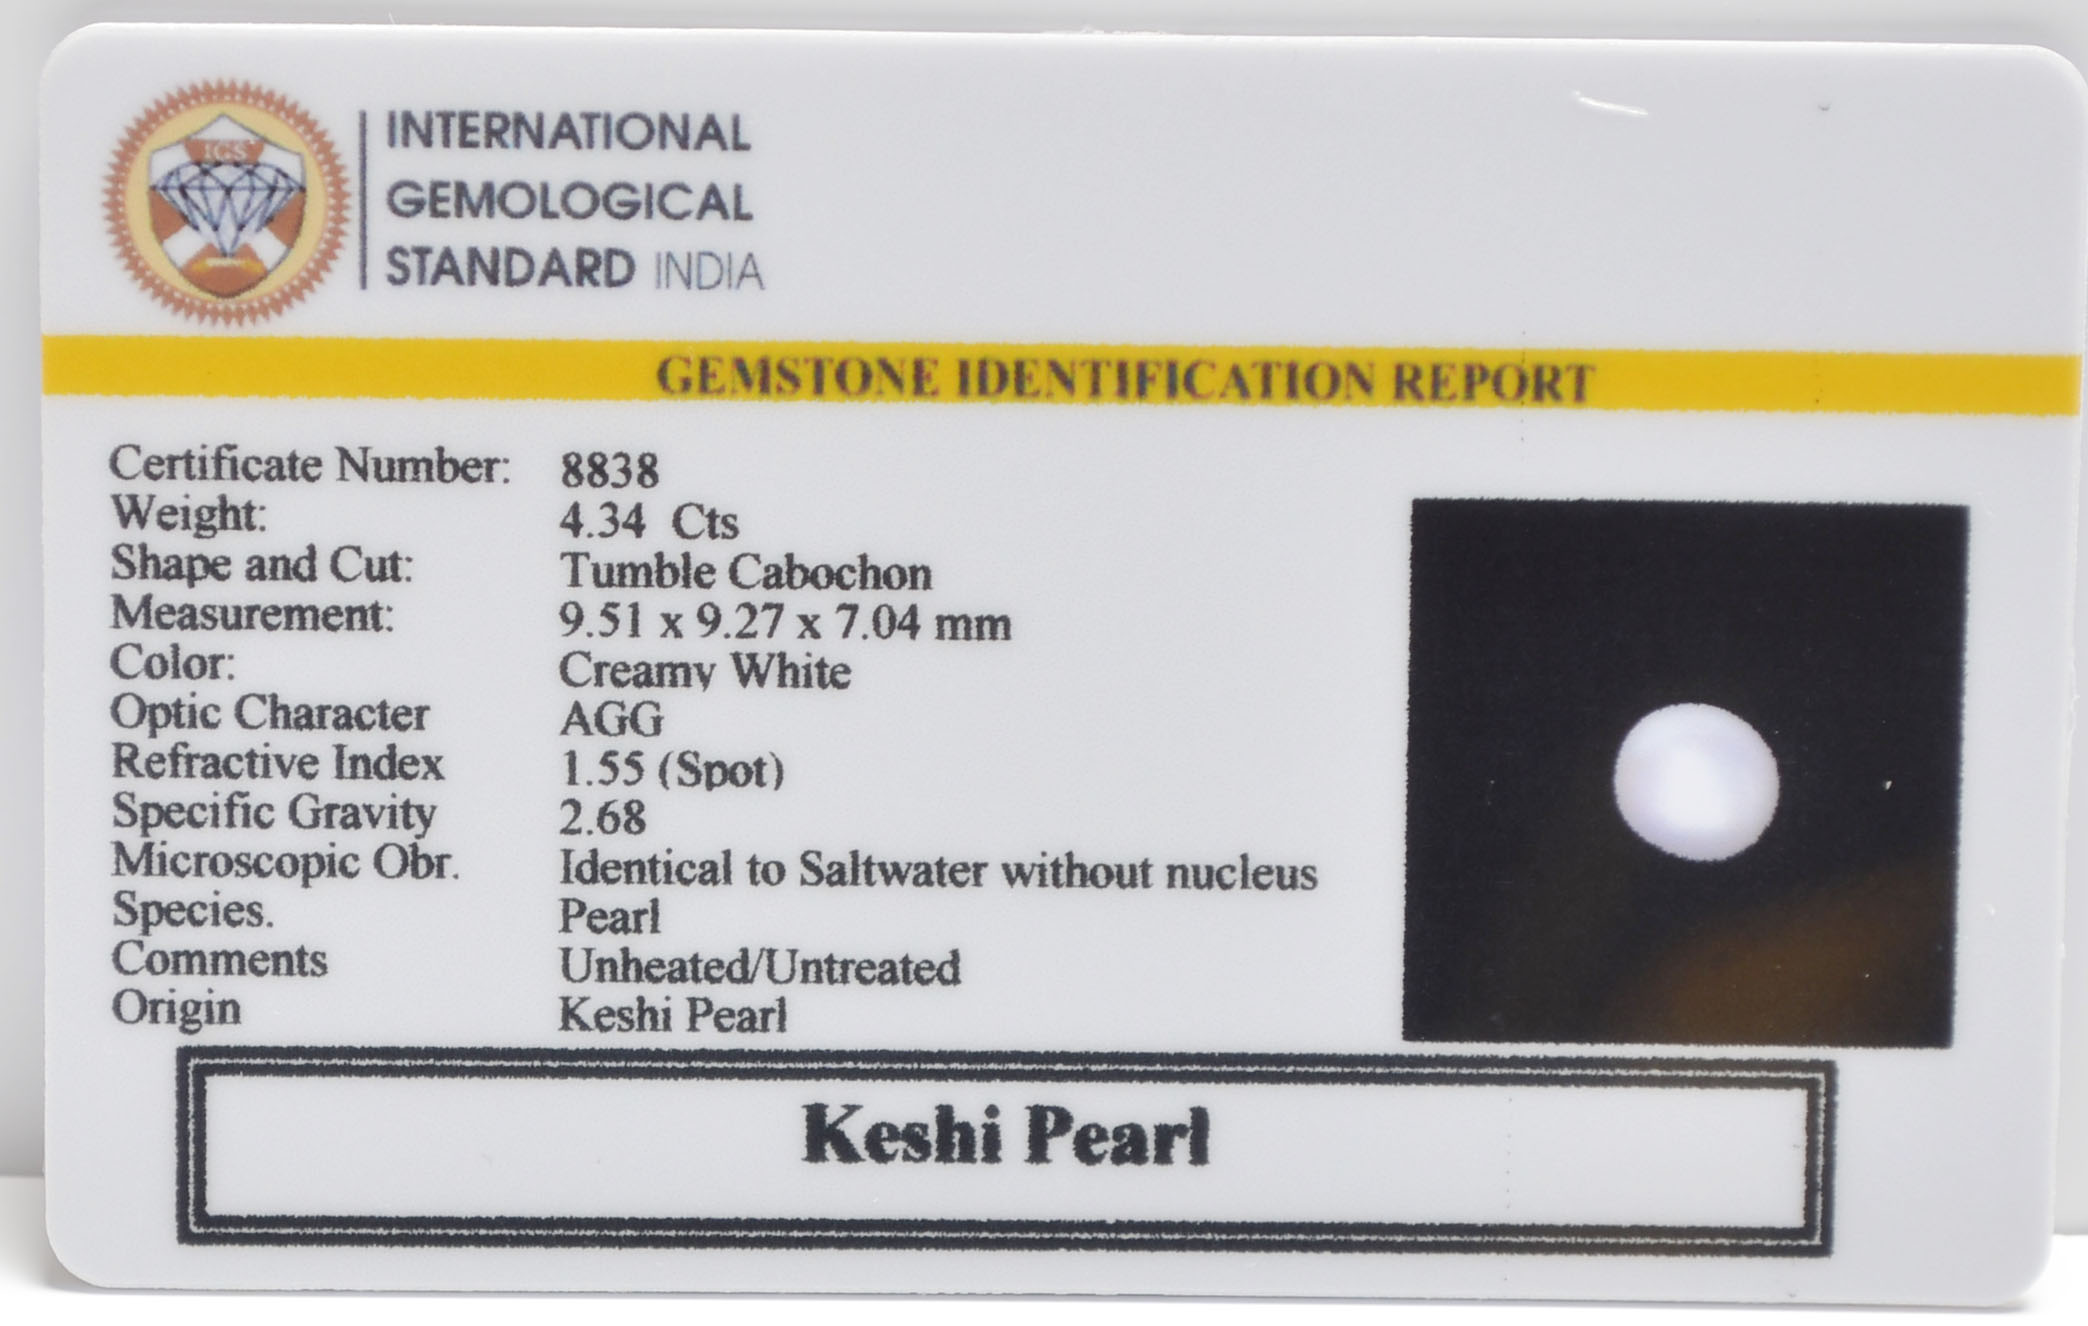 IGS
INTERNATIONAL
GEMOLOGICAL
STANDARD INDIA
GEMSTONE IDENTIFICATION REPORT
Certificate Number: 8838
Weight: 4.34 Cts
Shape and Cut: Tumble Cabochon
Measurement: 9.51 x 9.27 x 7.04 mm
Color: Creamy White
Optic Character AGG
Refractive Index 1.55 (Spot)
Specific Gravity 2.68
Microscopic Obr. Identical to Saltwater without nucleus
Species. Pearl
Comments Unheated/Untreated
Origin Keshi Pearl
Keshi Pearl